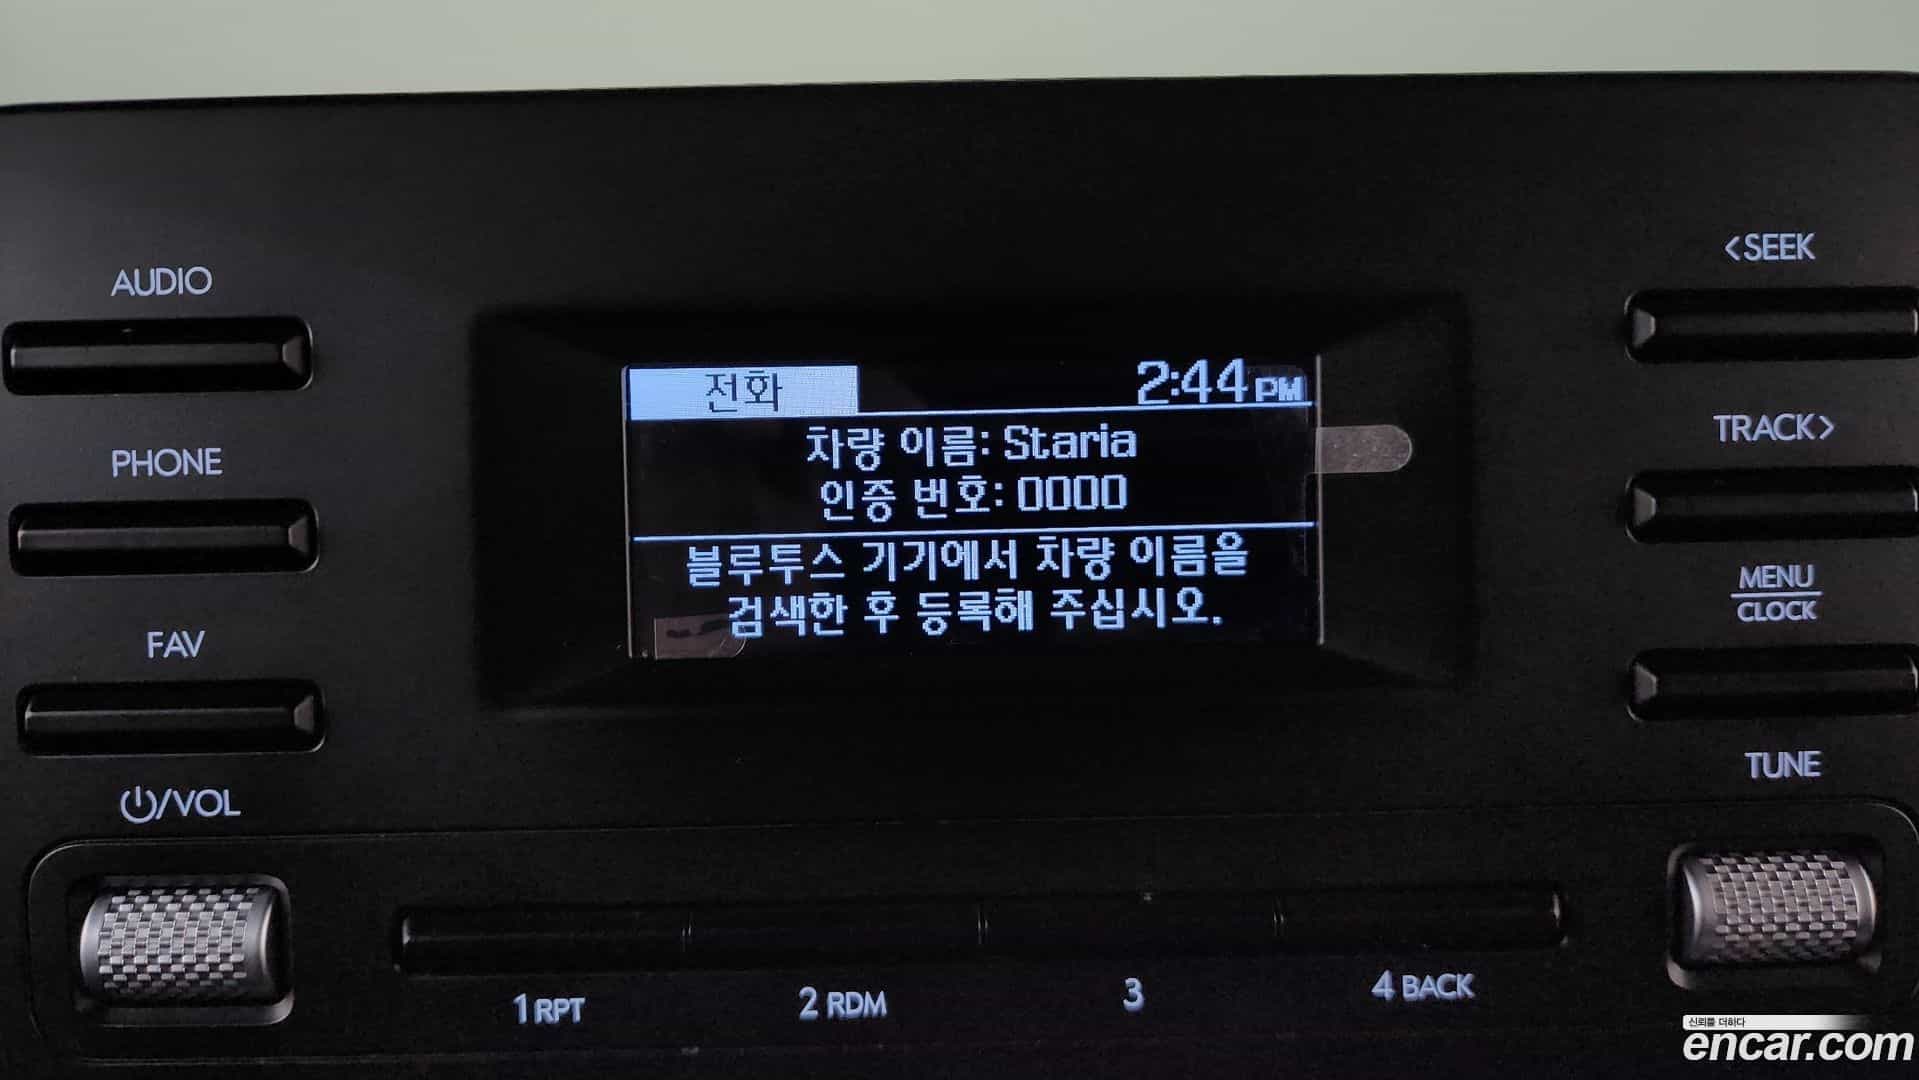 AUDIO
PHONE
FAV
⏻/VOL
전화 2:44PM
차량 이름: Staria
인증 번호: 0000
블루투스 기기에서 차량 이름을
검색한 후 등록해 주십시오.
<SEEK
TRACK>
MENU
CLOCK
TUNE
1 RPT
2 RDM
3
4 BACK
신뢰를 더하다
encar.com